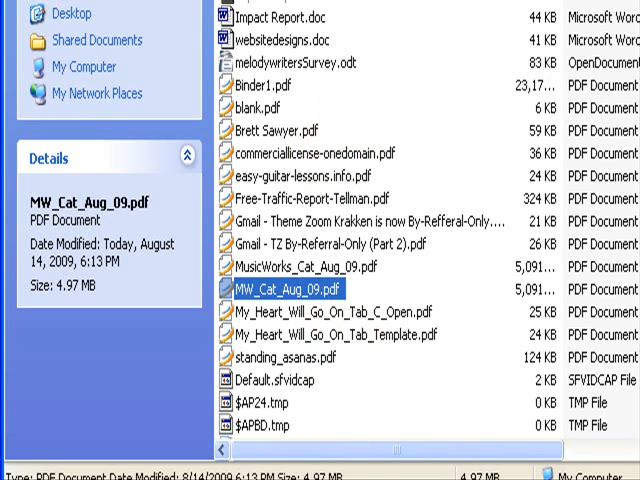 Desktop
Shared Documents
My Computer
My Network Places
Details
MW_Cat_Aug_09.pdf
PDF Document
Date Modified: Today, August
14, 2009, 6:13 PM
Size: 4.97 MB
Impact Report.doc 44 KB Microsoft Word
websitedesigns.doc 41 KB Microsoft Word
melodywritersSurvey.odt 83 KB OpenDocument
Binder1.pdf 23,17... PDF Document
blank.pdf 6 KB PDF Document
Brett Sawyer.pdf 59 KB PDF Document
commerciallicense-onedomain.pdf 36 KB PDF Document
easy-guitar-lessons.info.pdf 24 KB PDF Document
Free-Traffic-Report-Tellman.pdf 324 KB PDF Document
Gmail - Theme Zoom Krakken is now By-Refferal-Only.... 21 KB PDF Document
Gmail - TZ By-Referral-Only (Part 2).pdf 26 KB PDF Document
MusicWorks_Cat_Aug_09.pdf 5,091... PDF Document
MW_Cat_Aug_09.pdf 5,091... PDF Document
My_Heart_Will_Go_On_Tab_C_Open.pdf 25 KB PDF Document
My_Heart_Will_Go_On_Tab_Template.pdf 24 KB PDF Document
standing_asanas.pdf 124 KB PDF Document
Default.sfvidcap 2 KB SFVIDCAP File
$AP24.tmp 0 KB TMP File
$APBD.tmp 0 KB TMP File
Type: PDF Document Date Modified: 8/14/2009 6:13 PM Size: 4.97 MB 4.97 MB My Computer